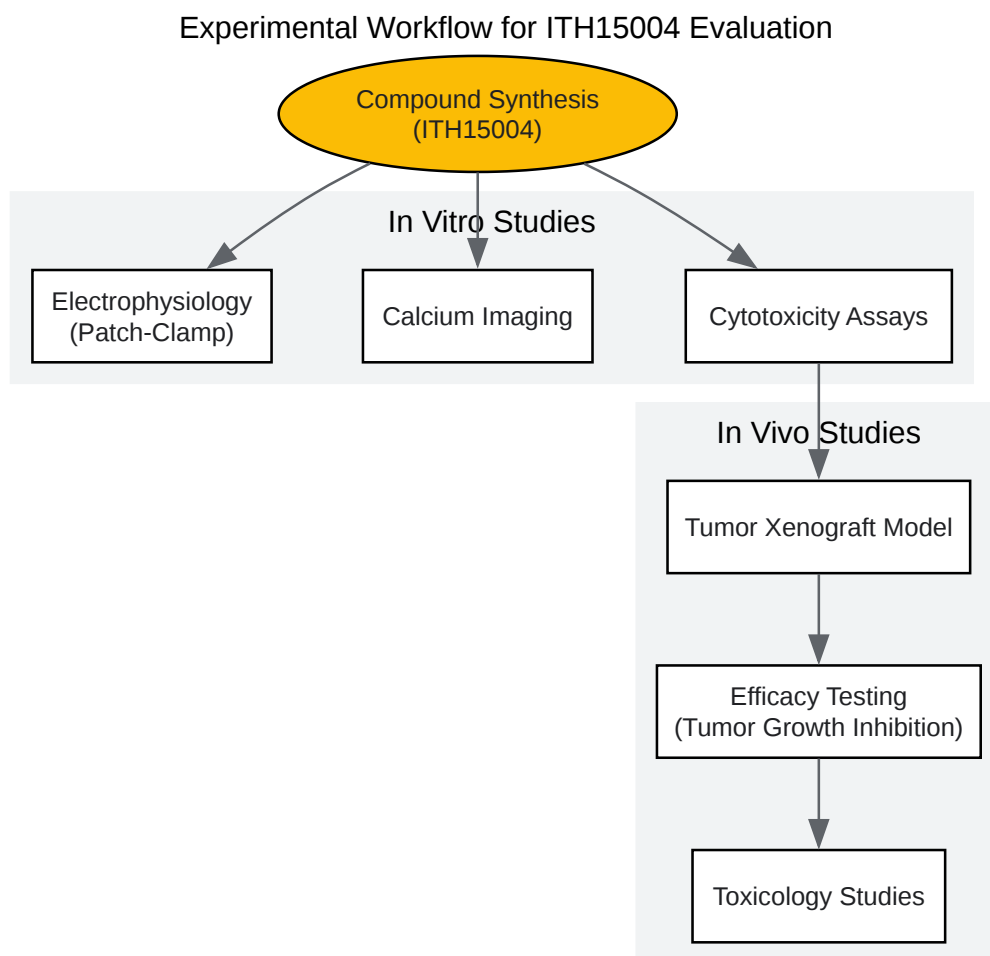 Experimental Workflow for ITH15004 Evaluation
Compound Synthesis
(ITH15004)
In Vitro Studies
Electrophysiology
(Patch-Clamp)
Calcium Imaging
Cytotoxicity Assays
In Vivo Studies
Tumor Xenograft Model
Efficacy Testing
(Tumor Growth Inhibition)
Toxicology Studies